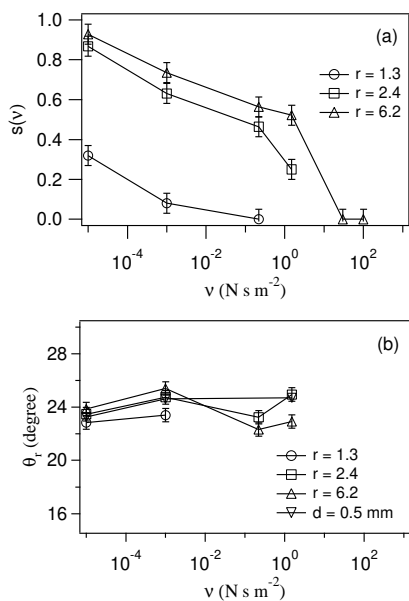 (a)
1.0
0.8
0.6
0.4
0.2
0.0
s(ν)
r = 1.3
r = 2.4
r = 6.2
10⁻⁴ 10⁻² 10⁰ 10²
ν (N s m⁻²)
(b)
28
24
20
16
θr (degree)
r = 1.3
r = 2.4
r = 6.2
d = 0.5 mm
10⁻⁴ 10⁻² 10⁰ 10²
ν (N s m⁻²)